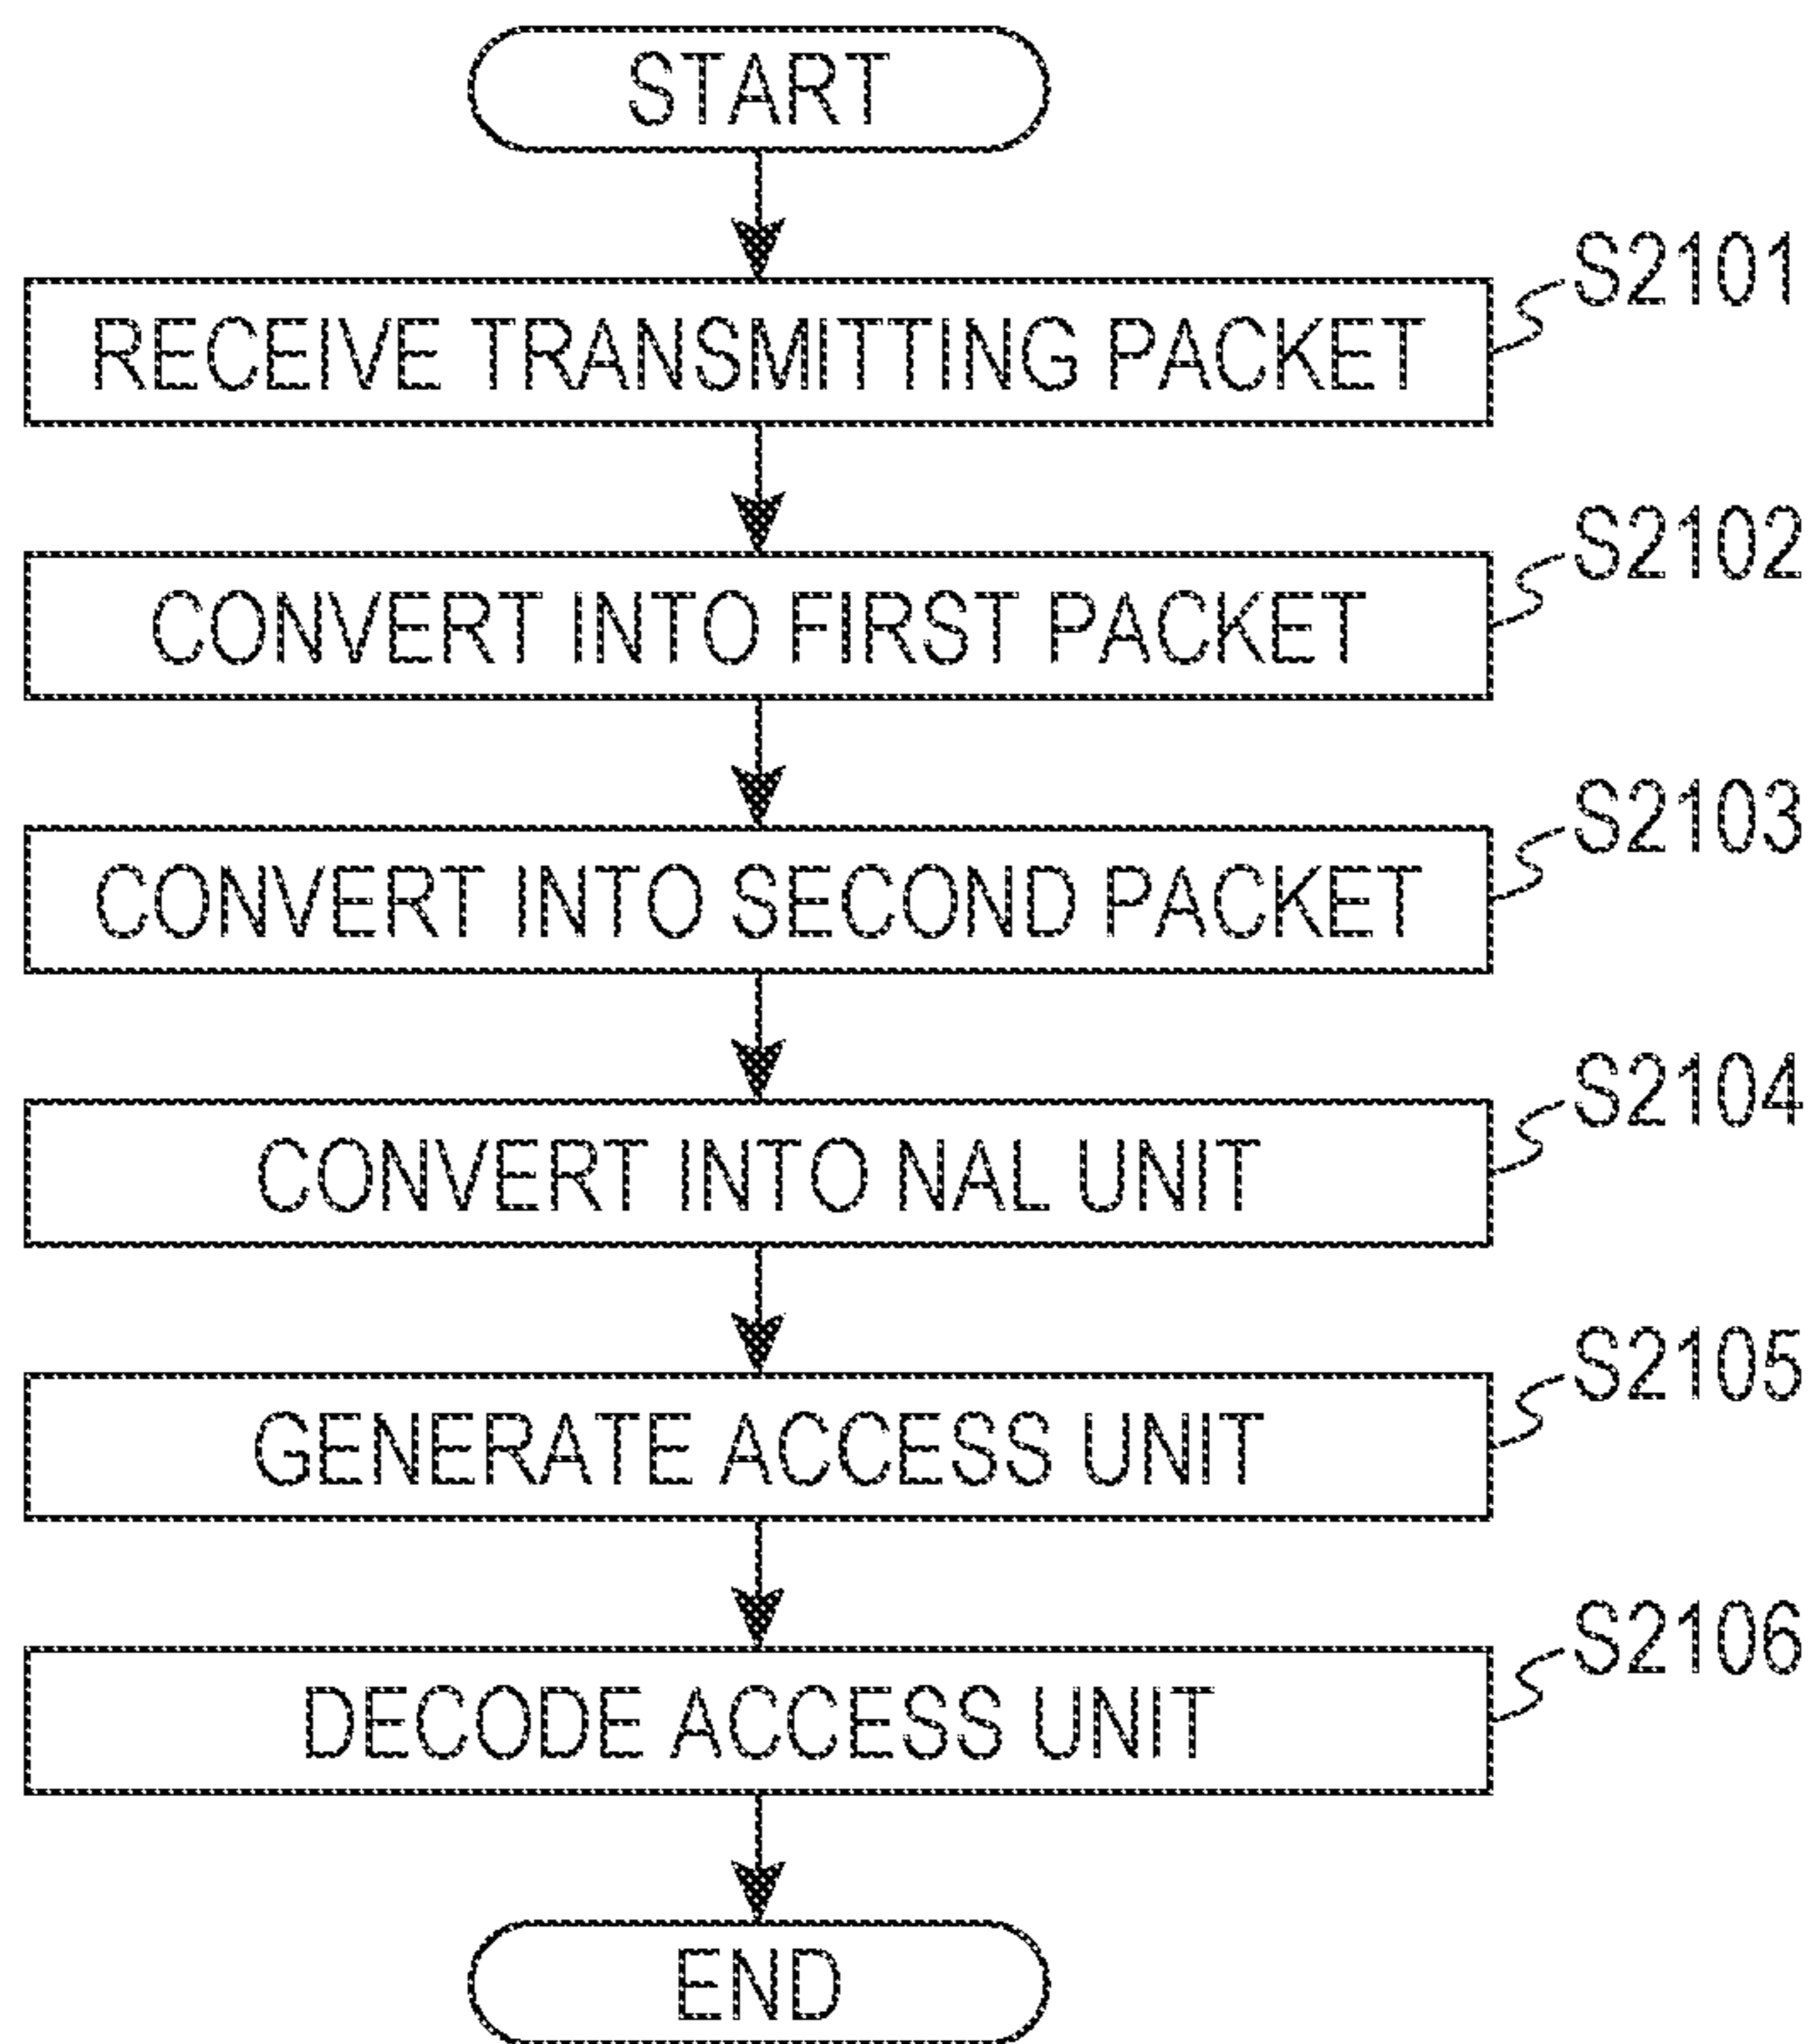 START
S2101
RECEIVE TRANSMITTING PACKET
S2102
CONVERT INTO FIRST PACKET
S2103
CONVERT INTO SECOND PACKET
S2104
CONVERT INTO NAL UNIT
S2105
GENERATE ACCESS UNIT
S2106
DECODE ACCESS UNIT
END